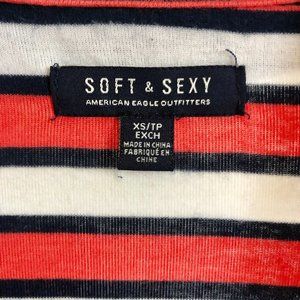 SOFT & SEXY
AMERICAN EAGLE OUTFITTERS
XS/TP
EXCH
MADE IN CHINA
FABRIQUÉ EN
CHINE